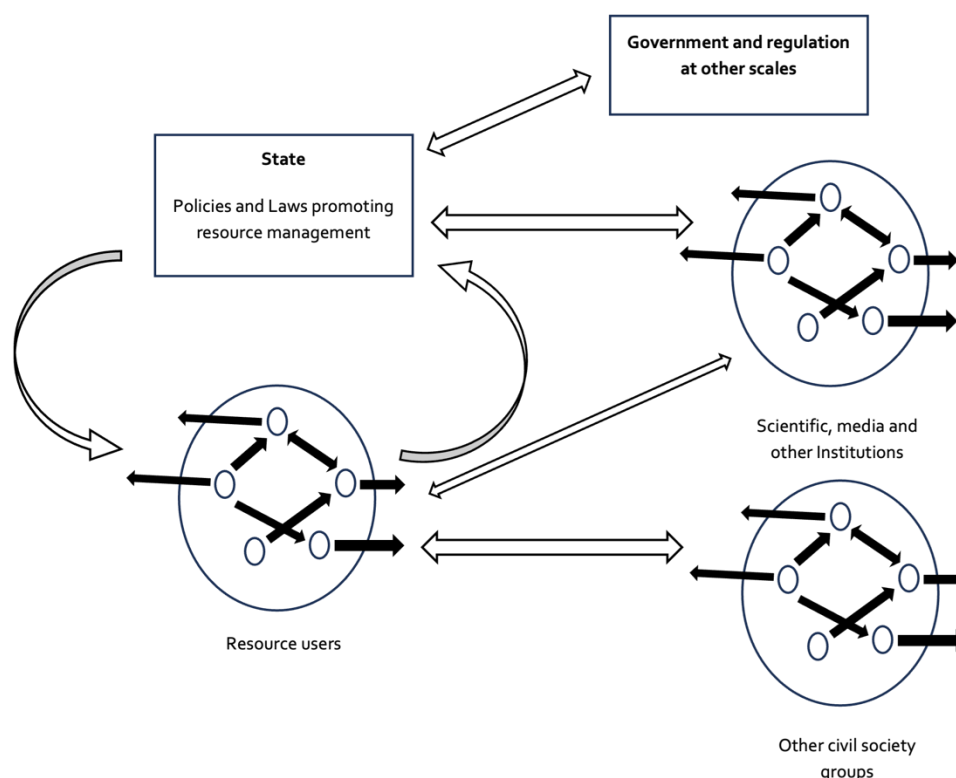 Government and regulation
at other scales
State
Policies and Laws promoting
resource management
Scientific, media and
other Institutions
Resource users
Other civil society
groups